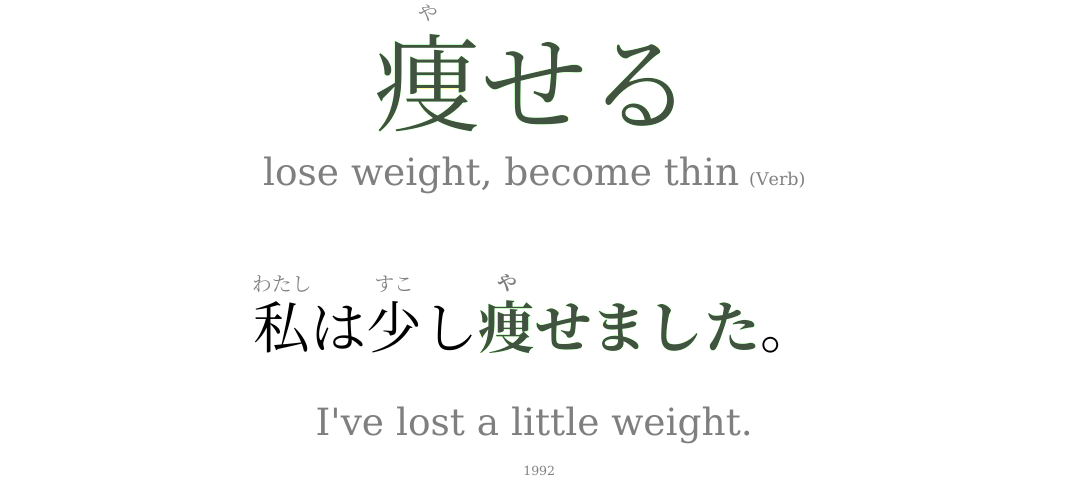 や
痩せる
lose weight, become thin (Verb)
わたし すこ や
私は少し痩せました。
I've lost a little weight.
1992